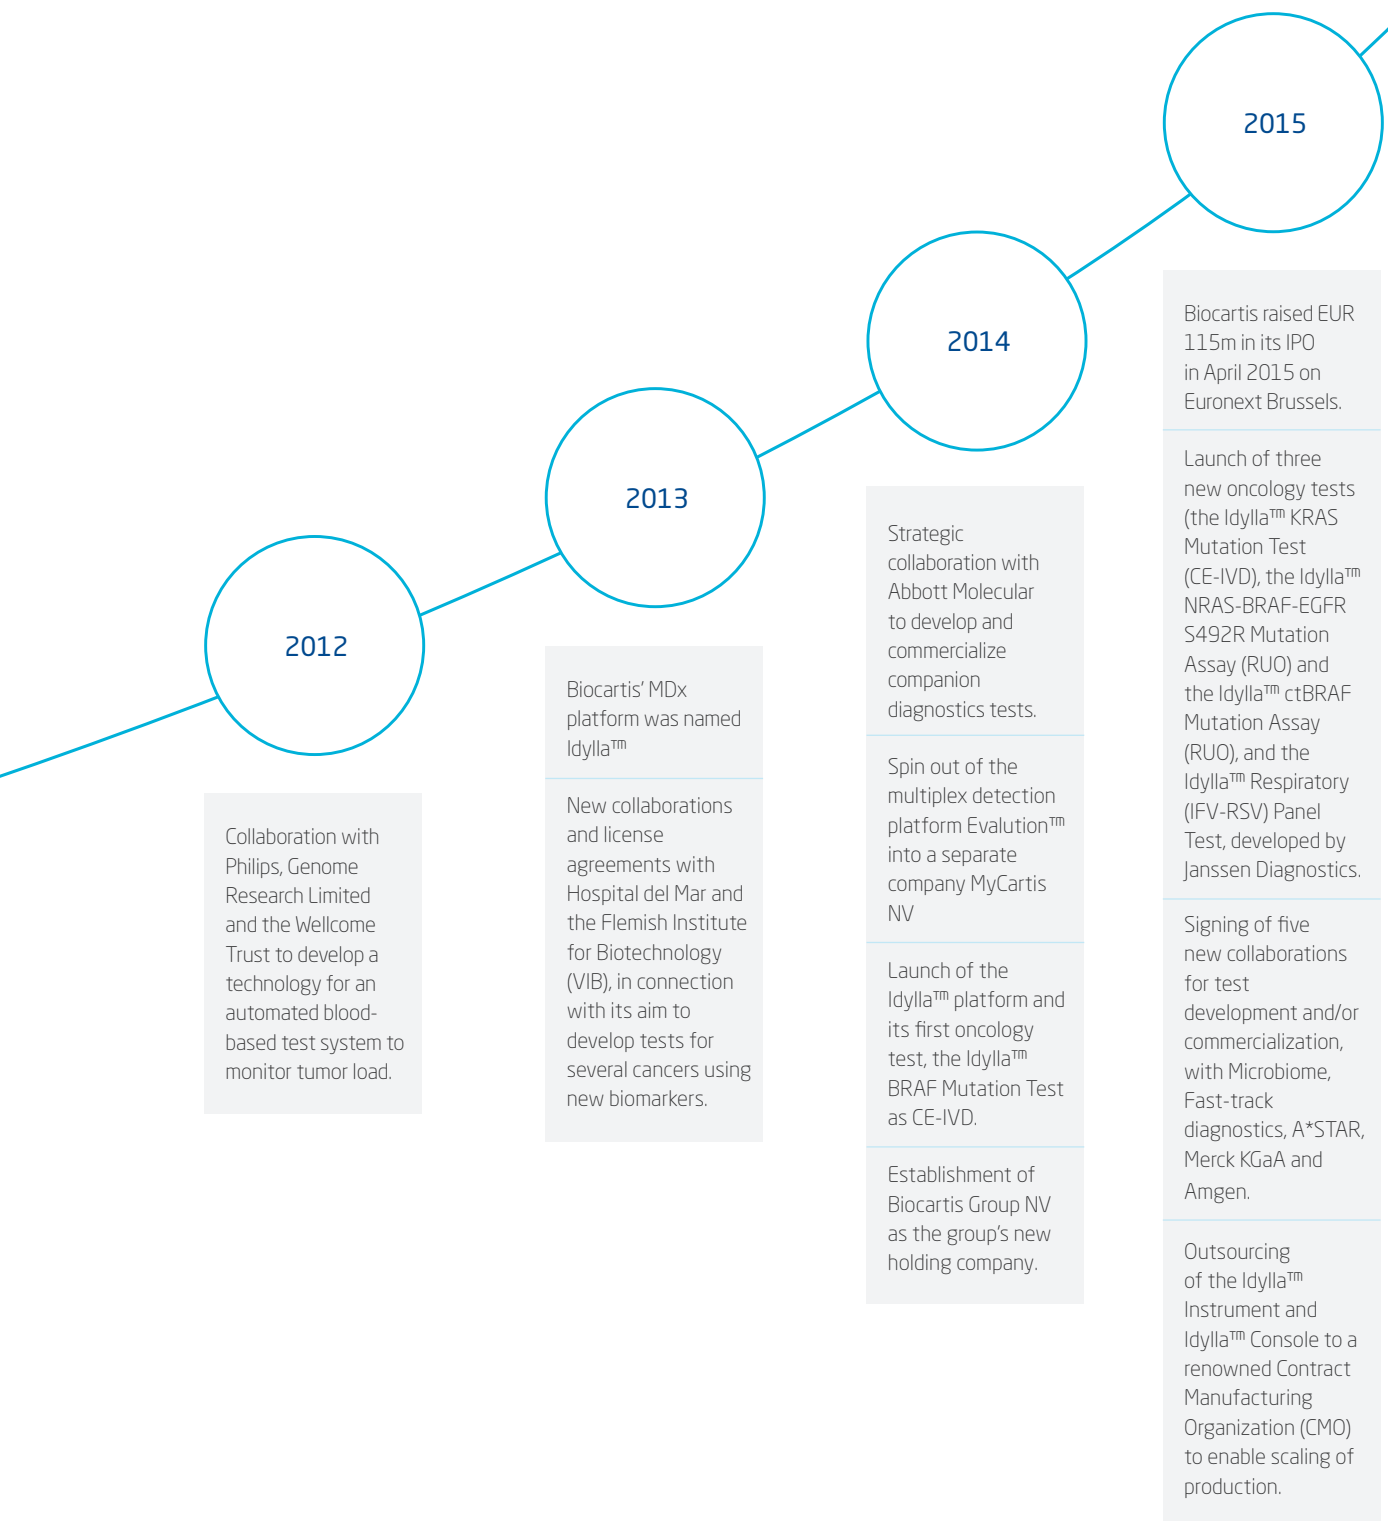 2012
Collaboration with
Philips, Genome
Research Limited
and the Wellcome
Trust to develop a
technology for an
automated blood-
based test system to
monitor tumor load.
2013
Biocartis’ MDx
platform was named
Idylla™
New collaborations
and license
agreements with
Hospital del Mar and
the Flemish Institute
for Biotechnology
(VIB), in connection
with its aim to
develop tests for
several cancers using
new biomarkers.
2014
Strategic
collaboration with
Abbott Molecular
to develop and
commercialize
companion
diagnostics tests.
Spin out of the
multiplex detection
platform Evalution™
into a separate
company MyCartis
NV
Launch of the
Idylla™ platform and
its first oncology
test, the Idylla™
BRAF Mutation Test
as CE-IVD.
Establishment of
Biocartis Group NV
as the group’s new
holding company.
2015
Biocartis raised EUR
115m in its IPO
in April 2015 on
Euronext Brussels.
Launch of three
new oncology tests
(the Idylla™ KRAS
Mutation Test
(CE-IVD), the Idylla™
NRAS-BRAF-EGFR
S492R Mutation
Assay (RUO) and
the Idylla™ ctBRAF
Mutation Assay
(RUO), and the
Idylla™ Respiratory
(IFV-RSV) Panel
Test, developed by
Janssen Diagnostics.
Signing of five
new collaborations
for test
development and/or
commercialization,
with Microbiome,
Fast-track
diagnostics, A*STAR,
Merck KGaA and
Amgen.
Outsourcing
of the Idylla™
Instrument and
Idylla™ Console to a
renowned Contract
Manufacturing
Organization (CMO)
to enable scaling of
production.